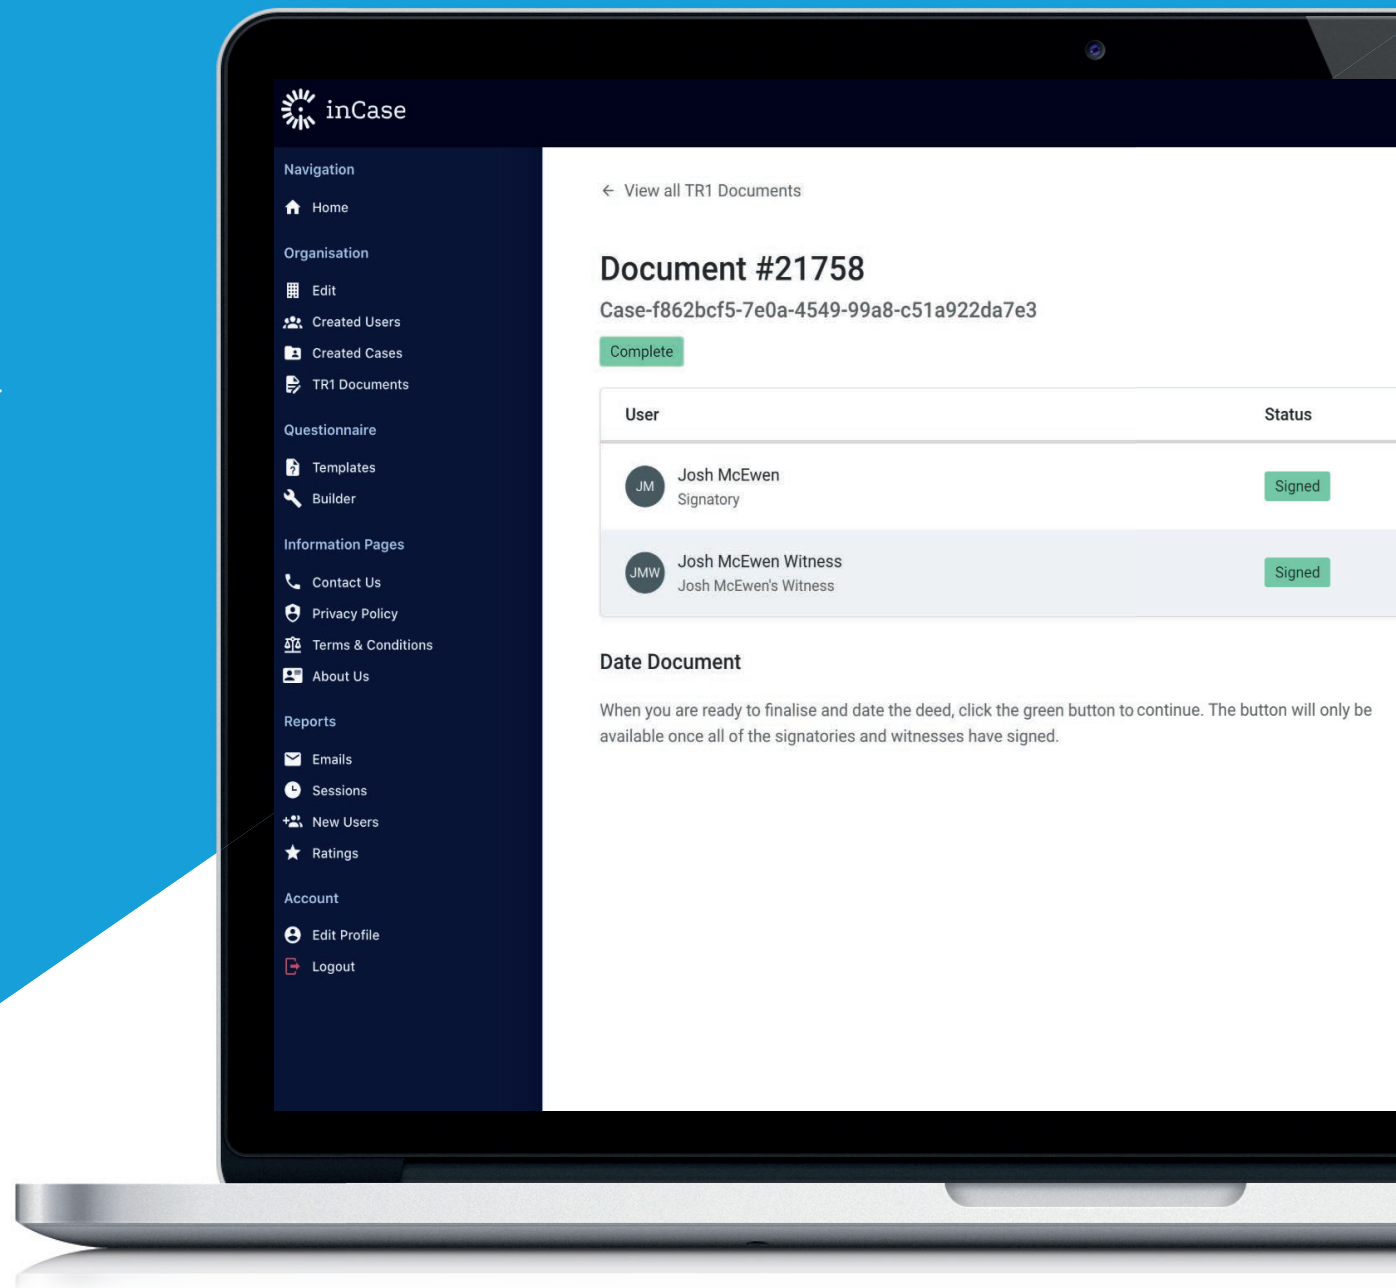 inCase
Navigation
Home
Organisation
Edit
Created Users
Created Cases
TR1 Documents
Questionnaire
Templates
Builder
Information Pages
Contact Us
Privacy Policy
Terms & Conditions
About Us
Reports
Emails
Sessions
New Users
Ratings
Account
Edit Profile
Logout
← View all TR1 Documents
Document #21758
Case-f862bcf5-7e0a-4549-99a8-c51a922da7e3
Complete
User Status
JM Josh McEwen Signed
Signatory
JMW Josh McEwen Witness Signed
Josh McEwen's Witness
Date Document
When you are ready to finalise and date the deed, click the green button to continue. The button will only be
available once all of the signatories and witnesses have signed.